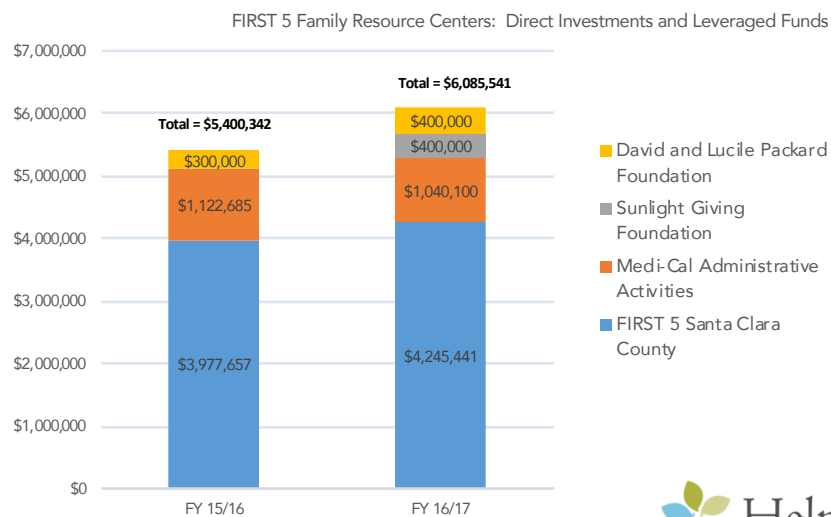 FIRST 5 Family Resource Centers: Direct Investments and Leveraged Funds
$7,000,000
$6,000,000
$5,000,000
$4,000,000
$3,000,000
$2,000,000
$1,000,000
$0
Total = $5,400,342
$300,000
$1,122,685
$3,977,657
FY 15/16
Total = $6,085,541
$400,000
$400,000
$1,040,100
$4,245,441
FY 16/17
David and Lucile Packard
Foundation
Sunlight Giving
Foundation
Medi-Cal Administrative
Activities
FIRST 5 Santa Clara
County